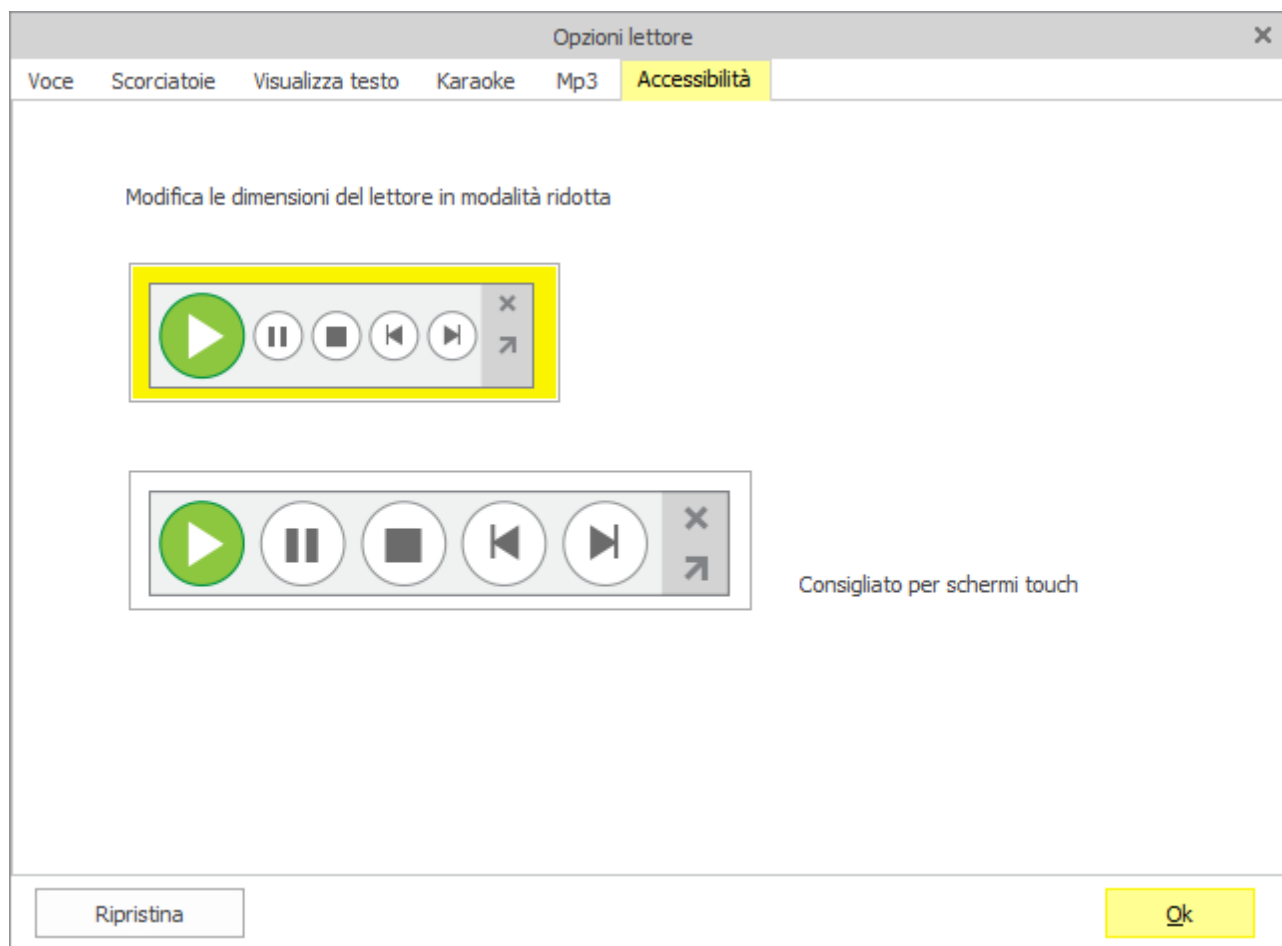 Opzioni lettore
Voce Scorciatoie Visualizza testo Karaoke Mp3 Accessibilità
Modifica le dimensioni del lettore in modalità ridotta
Consigliato per schermi touch
Ripristina Ok